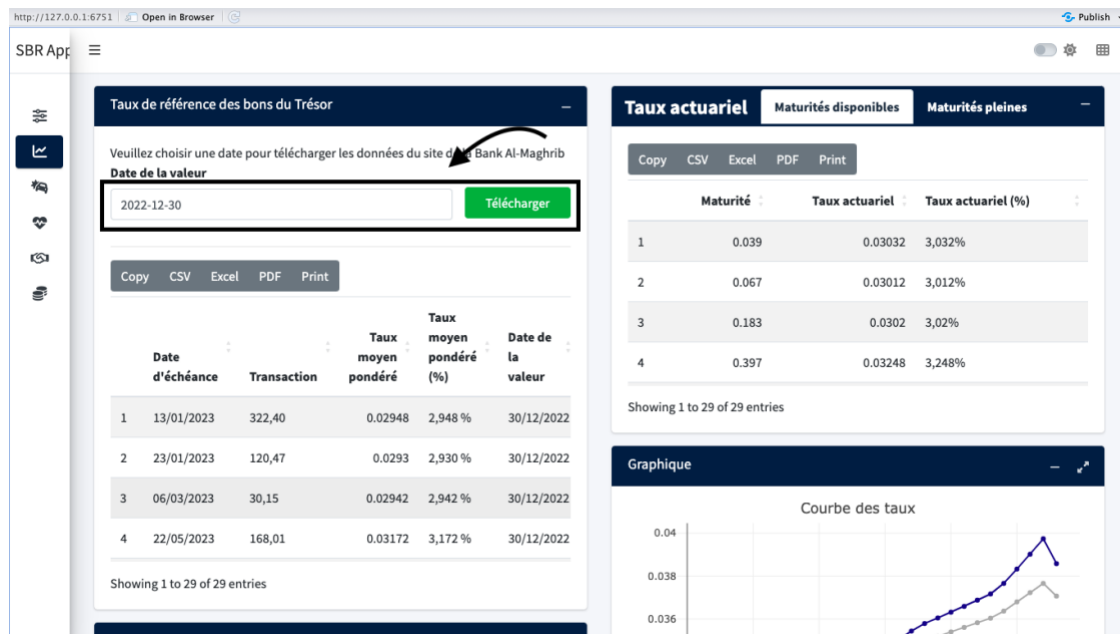 http://127.0.0.1:6751 Open in Browser Publish
SBR App
Taux de référence des bons du Trésor
Veuillez choisir une date pour télécharger les données du site de la Bank Al-Maghrib
Date de la valeur
2022-12-30 Télécharger
Copy CSV Excel PDF Print
Date d'échéance Transaction Taux moyen pondéré Taux moyen pondéré (%) Date de la valeur
1 13/01/2023 322,40 0.02948 2,948 % 30/12/2022
2 23/01/2023 120,47 0.0293 2,930 % 30/12/2022
3 06/03/2023 30,15 0.02942 2,942 % 30/12/2022
4 22/05/2023 168,01 0.03172 3,172 % 30/12/2022
Showing 1 to 29 of 29 entries
Taux actuariel Maturités disponibles Maturités pleines
Copy CSV Excel PDF Print
Maturité Taux actuariel Taux actuariel (%)
1 0.039 0.03032 3,032%
2 0.067 0.03012 3,012%
3 0.183 0.0302 3,02%
4 0.397 0.03248 3,248%
Showing 1 to 29 of 29 entries
Graphique
Courbe des taux
0.04
0.038
0.036